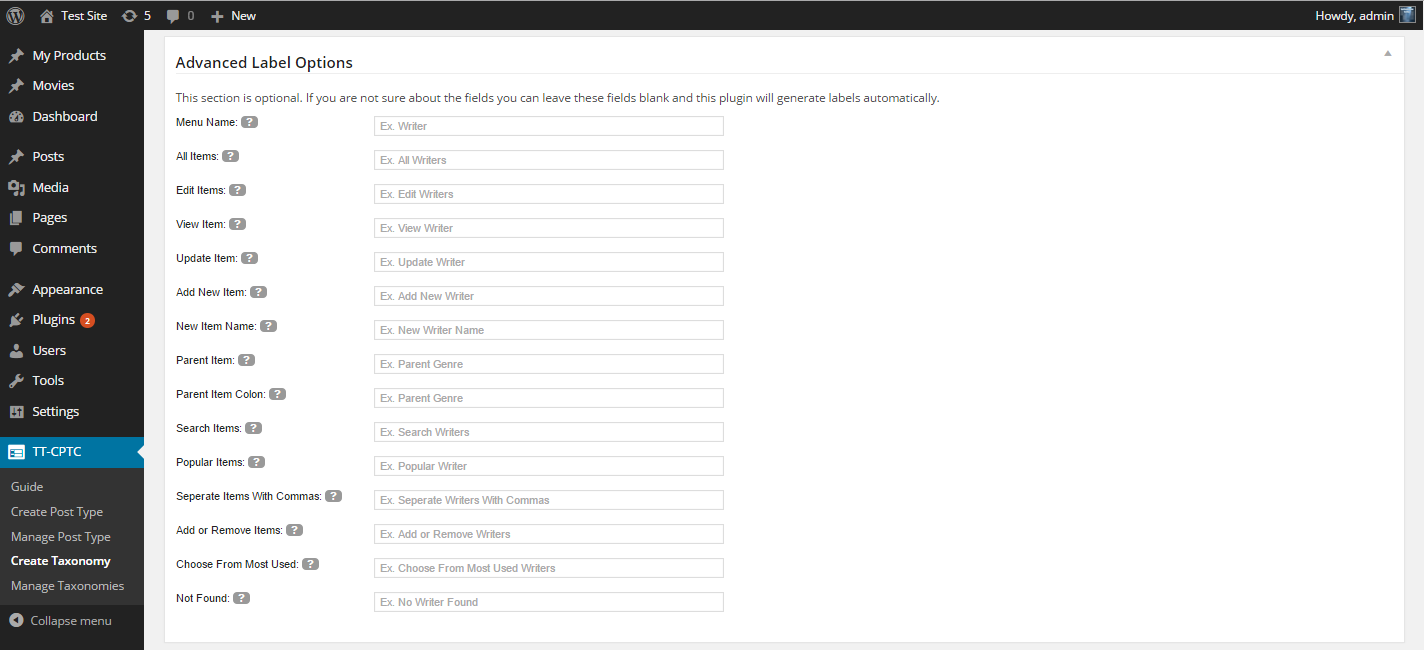 Test Site 5 0 New Howdy, admin
My Products
Movies
Dashboard
Posts
Media
Pages
Comments
Appearance
Plugins 2
Users
Tools
Settings
TT-CPTC
Guide
Create Post Type
Manage Post Type
Create Taxonomy
Manage Taxonomies
Collapse menu
Advanced Label Options
This section is optional. If you are not sure about the fields you can leave these fields blank and this plugin will generate labels automatically.
Menu Name: ? Ex. Writer
All Items: ? Ex. All Writers
Edit Items: ? Ex. Edit Writers
View Item: ? Ex. View Writer
Update Item: ? Ex. Update Writer
Add New Item: ? Ex. Add New Writer
New Item Name: ? Ex. New Writer Name
Parent Item: ? Ex. Parent Genre
Parent Item Colon: ? Ex. Parent Genre
Search Items: ? Ex. Search Writers
Popular Items: ? Ex. Popular Writer
Seperate Items With Commas: ? Ex. Seperate Writers With Commas
Add or Remove Items: ? Ex. Add or Remove Writers
Choose From Most Used: ? Ex. Choose From Most Used Writers
Not Found: ? Ex. No Writer Found